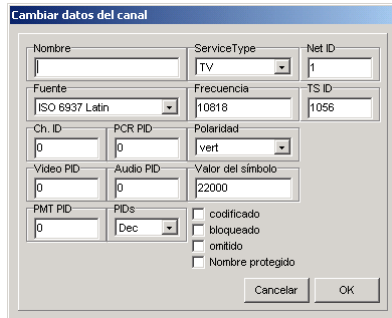 Cambiar datos del canal
Nombre ServiceType Net ID
TV 1
Fuente Frecuencia TS ID
ISO 6937 Latin 10818 1056
Ch. ID PCR PID Polaridad
0 0 vert
Video PID Audio PID Valor del símbolo
0 0 22000
PMT PID PIDs
0 Dec
codificado
bloqueado
omitido
Nombre protegido
Cancelar OK